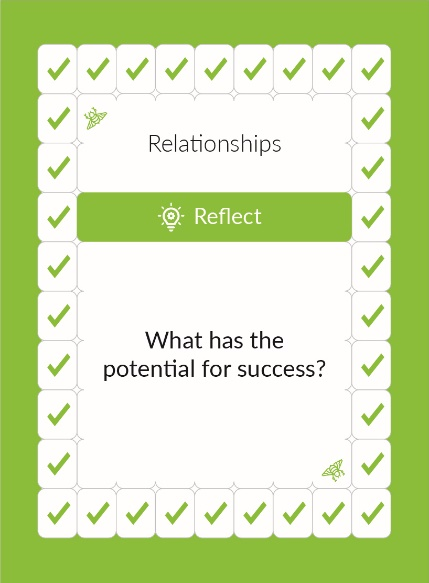 Relationships
Reflect
What has the
potential for success?